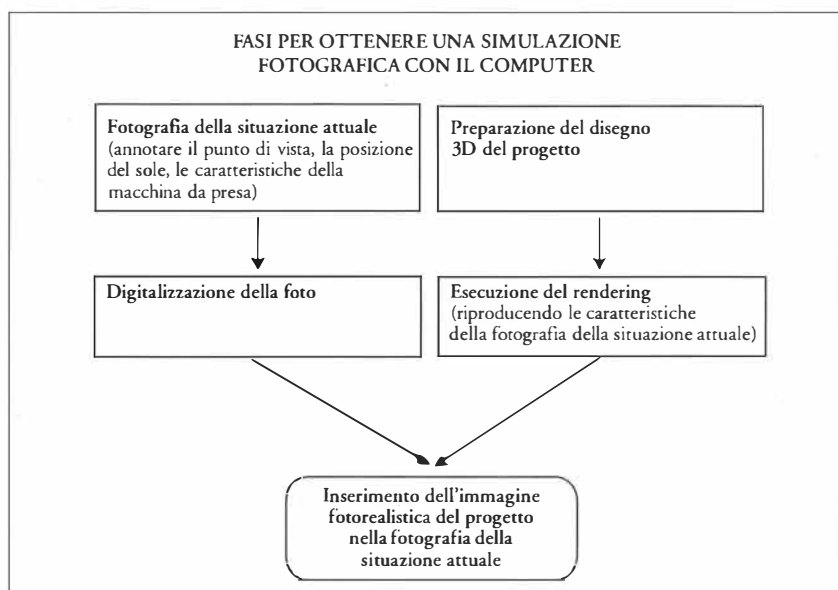 FASI PER OTTENERE UNA SIMULAZIONE
FOTOGRAFICA CON IL COMPUTER
Fotografia della situazione attuale
(annotare il punto di vista, la posizione
del sole, le caratteristiche della
macchina da presa)
Preparazione del disegno
3D del progetto
Digitalizzazione della foto
Esecuzione del rendering
(riproducendo le caratteristiche
della fotografia della situazione attuale)
Inserimento dell'immagine
fotorealistica del progetto
nella fotografia della
situazione attuale